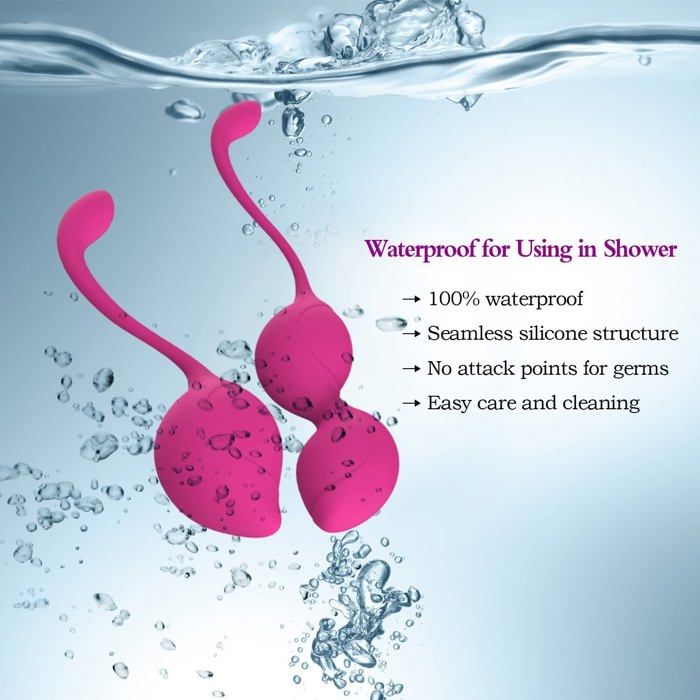 Waterproof for Using in Shower
→ 100% waterproof
→ Seamless silicone structure
→ No attack points for germs
→ Easy care and cleaning